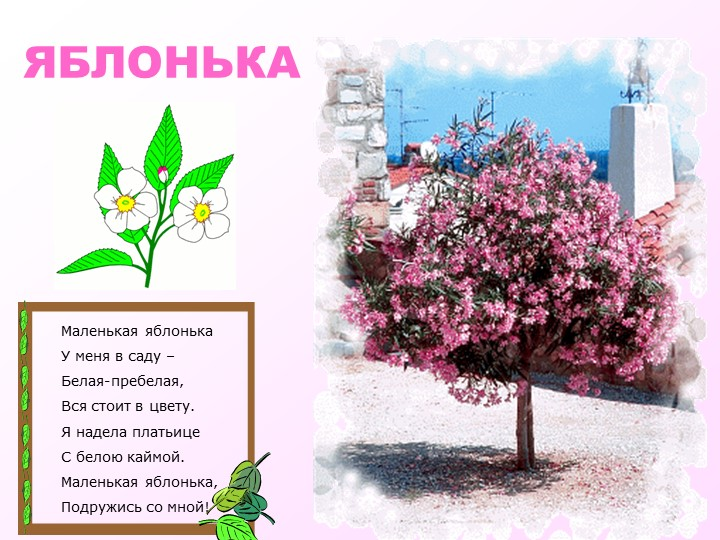 ЯБЛОНЬКА
Маленькая яблонька
У меня в саду –
Белая-пребелая,
Вся стоит в цвету.
Я надела платьице
С белою каймой.
Маленькая яблонька,
Подружись со мной!